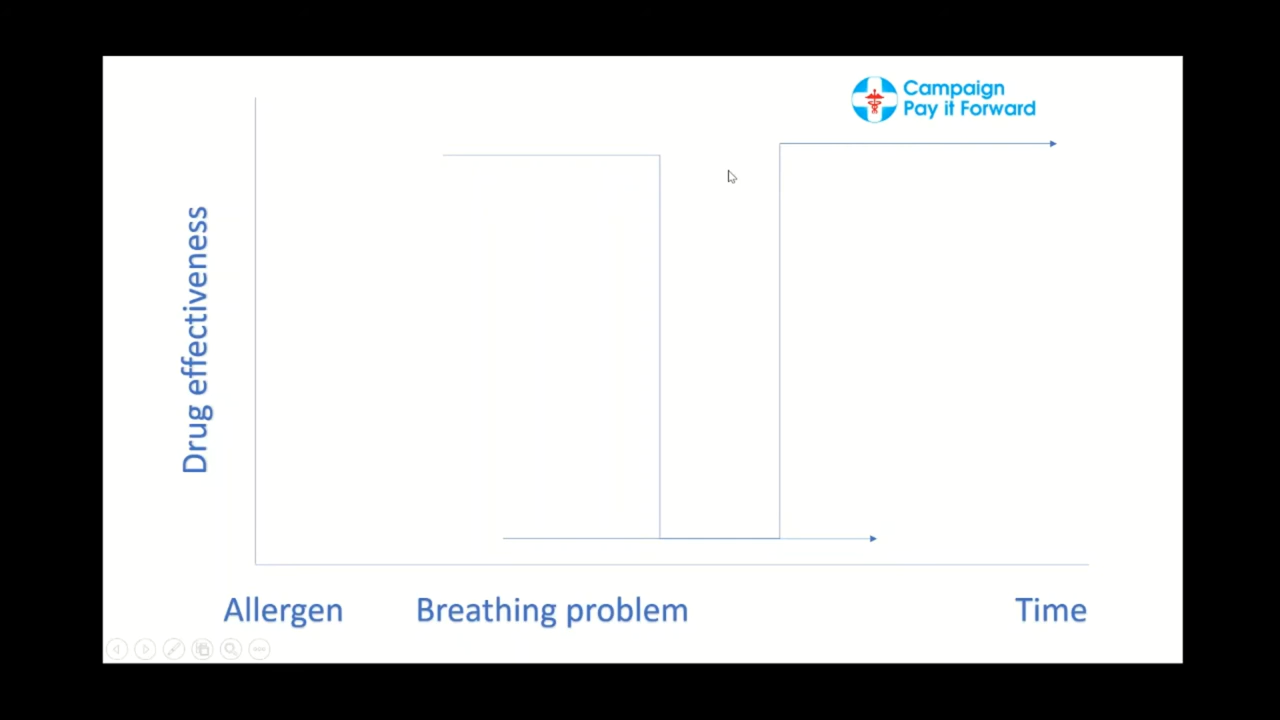 Campaign
Pay it Forward
Drug effectiveness
Allergen
Breathing problem
Time